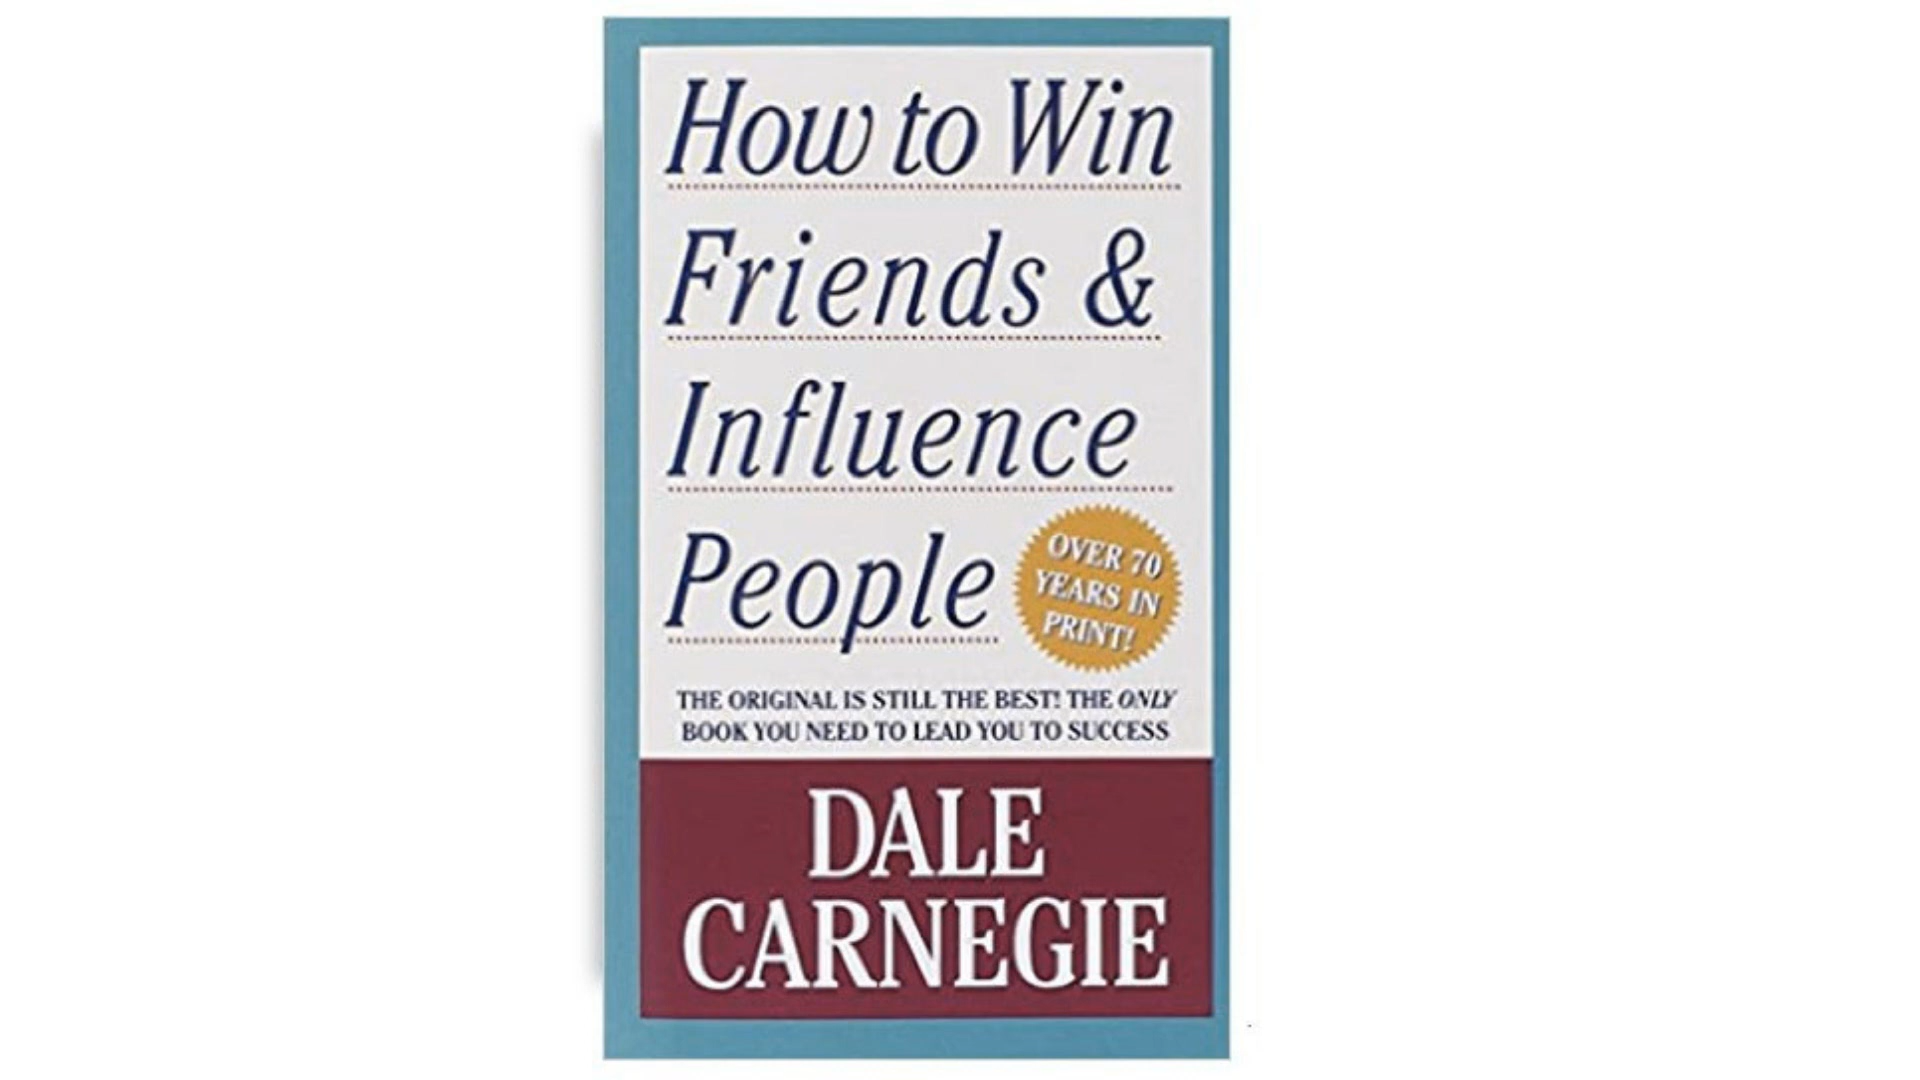 How to Win
Friends &
Influence
People
OVER 70
YEARS IN
PRINT!
THE ORIGINAL IS STILL THE BEST! THE ONLY
BOOK YOU NEED TO LEAD YOU TO SUCCESS
DALE
CARNEGIE